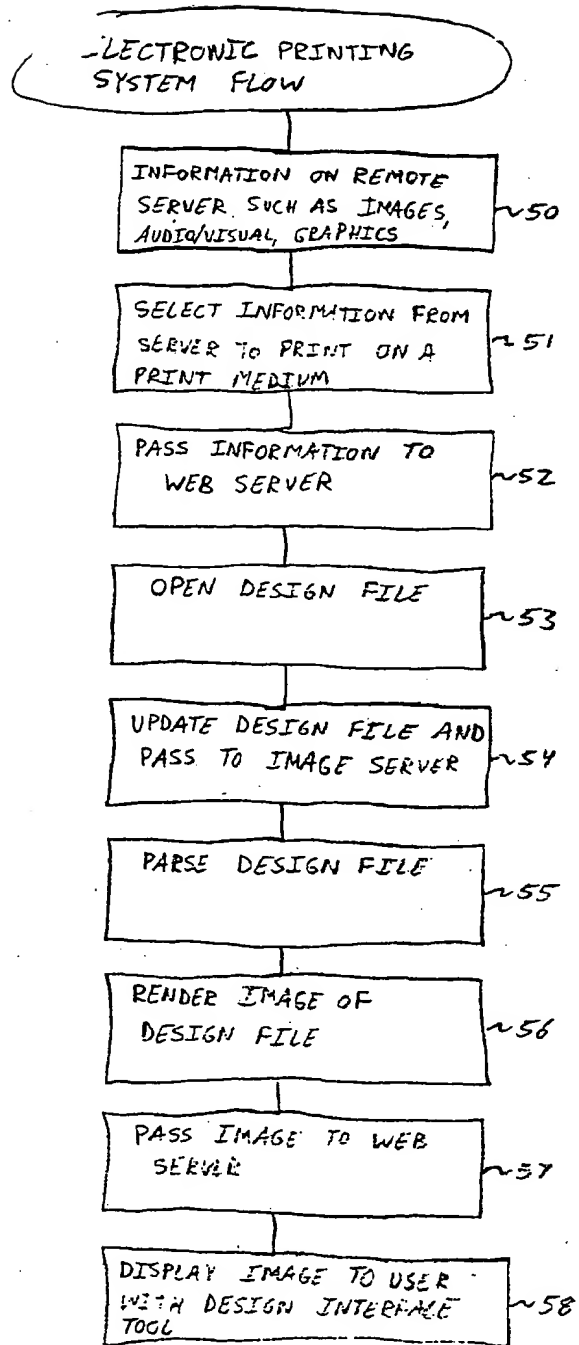 ELECTRONIC PRINTING
SYSTEM FLOW
INFORMATION ON REMOTE
SERVER SUCH AS IMAGES,
AUDIO/VISUAL, GRAPHICS
~50
SELECT INFORMATION FROM
SERVER TO PRINT ON A
PRINT MEDIUM
~51
PASS INFORMATION TO
WEB SERVER
~52
OPEN DESIGN FILE
~53
UPDATE DESIGN FILE AND
PASS TO IMAGE SERVER
~54
PARSE DESIGN FILE
~55
RENDER IMAGE OF
DESIGN FILE
~56
PASS IMAGE TO WEB
SERVER
~57
DISPLAY IMAGE TO USER
WITH DESIGN INTERFACE
TOOL
~58